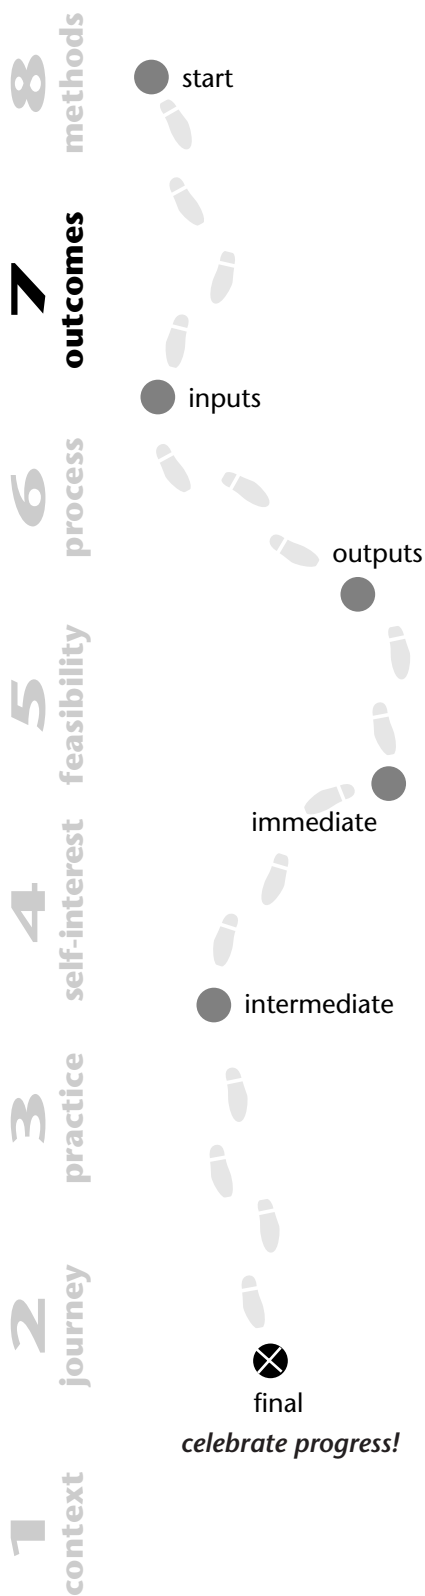 8
methods
7
outcomes
6
process
5
feasibility
4
self-interest
3
practice
2
journey
1
context
start
inputs
outputs
immediate
intermediate
final
celebrate progress!